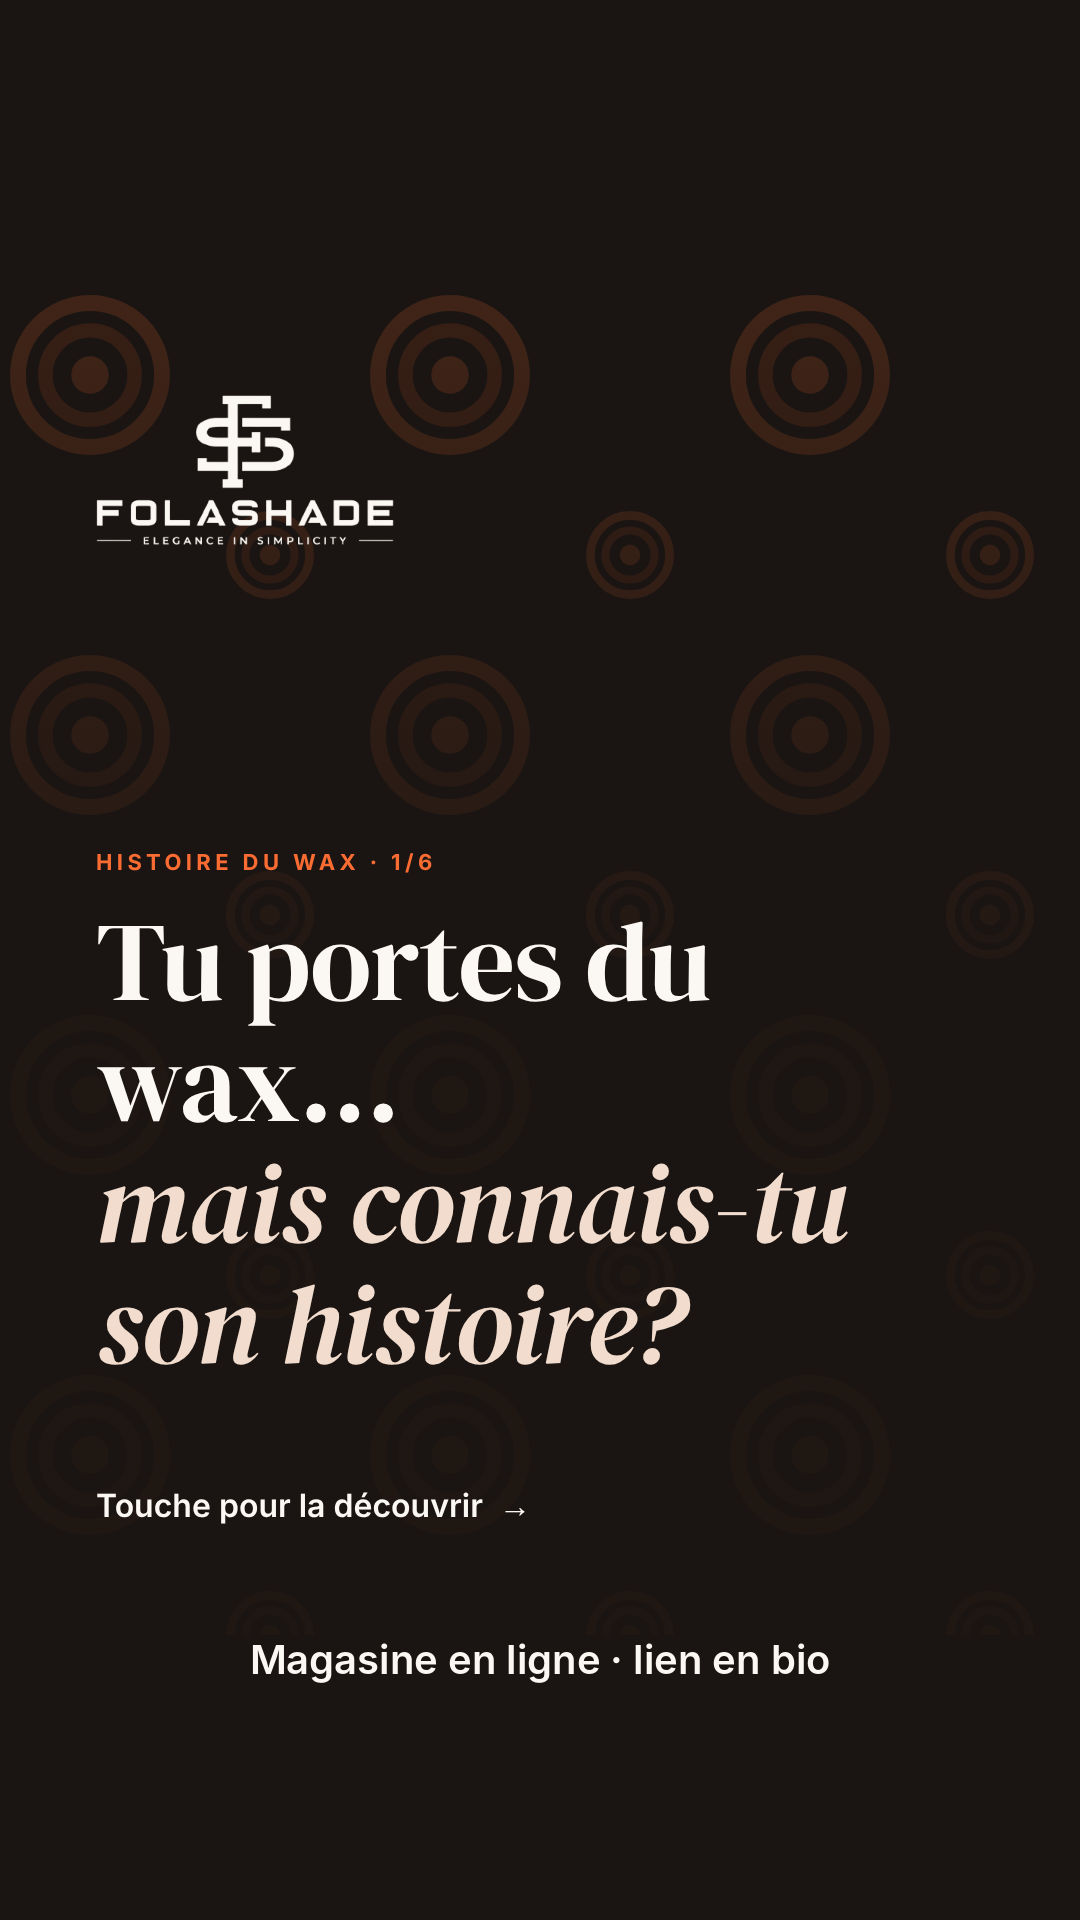 FOLASHADE
ELEGANCE IN SIMPLICITY
HISTOIRE DU WAX · 1/6
Tu portes du
wax...
mais connais-tu
son histoire?
Touche pour la découvrir →
Magasine en ligne · lien en bio